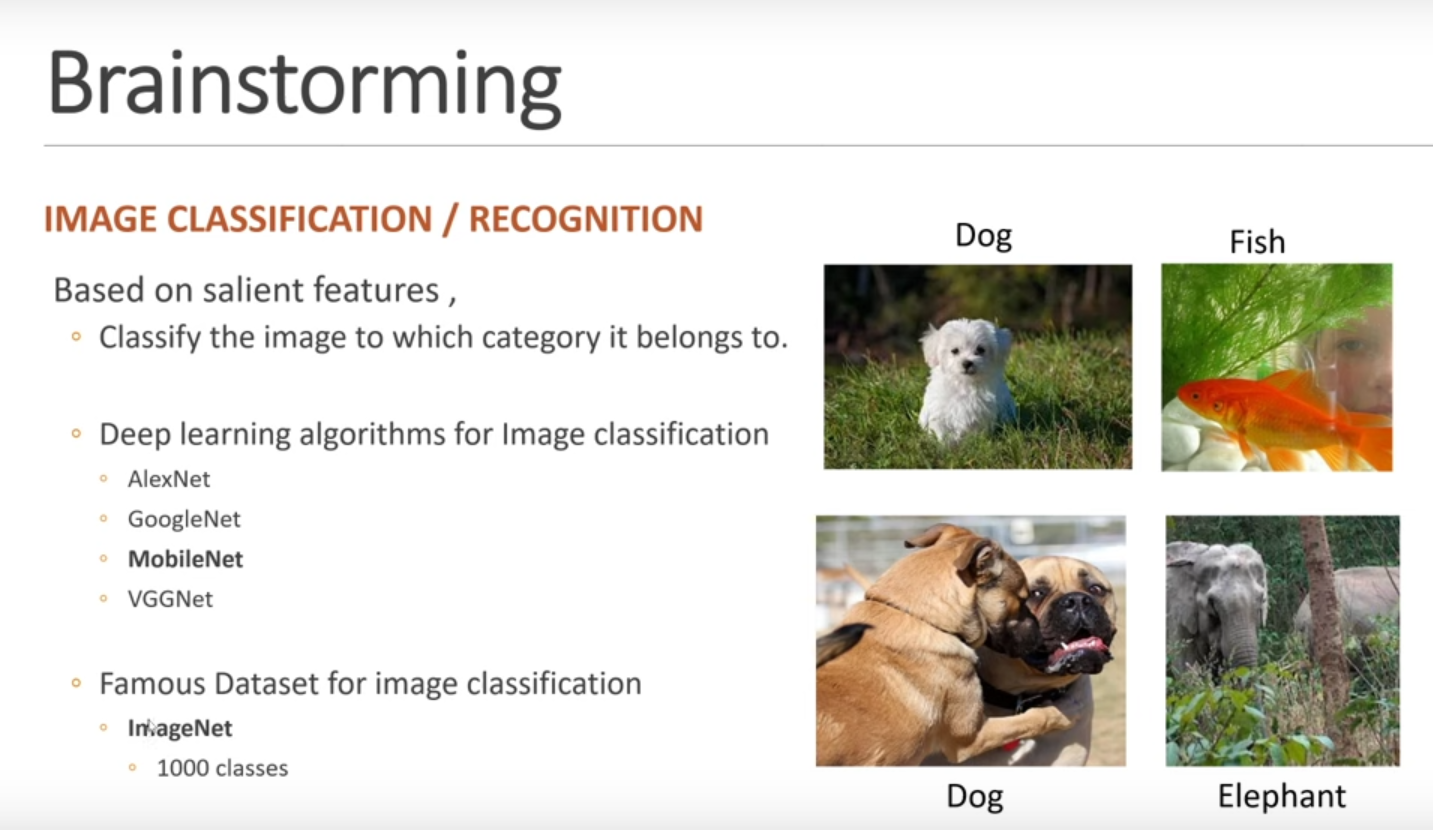 Brainstorming
IMAGE CLASSIFICATION / RECOGNITION
Based on salient features ,
Classify the image to which category it belongs to.
Deep learning algorithms for Image classification
AlexNet
GoogleNet
MobileNet
VGGNet
Famous Dataset for image classification
ImageNet
1000 classes
Dog
Fish
Dog
Elephant